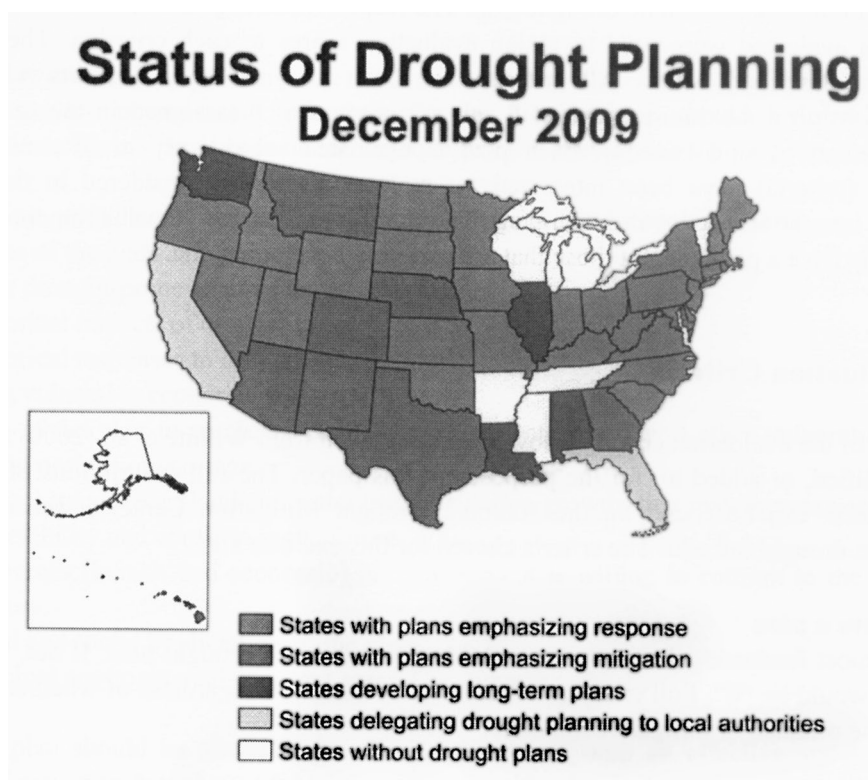 Status of Drought Planning
December 2009
States with plans emphasizing response
States with plans emphasizing mitigation
States developing long-term plans
States delegating drought planning to local authorities
States without drought plans